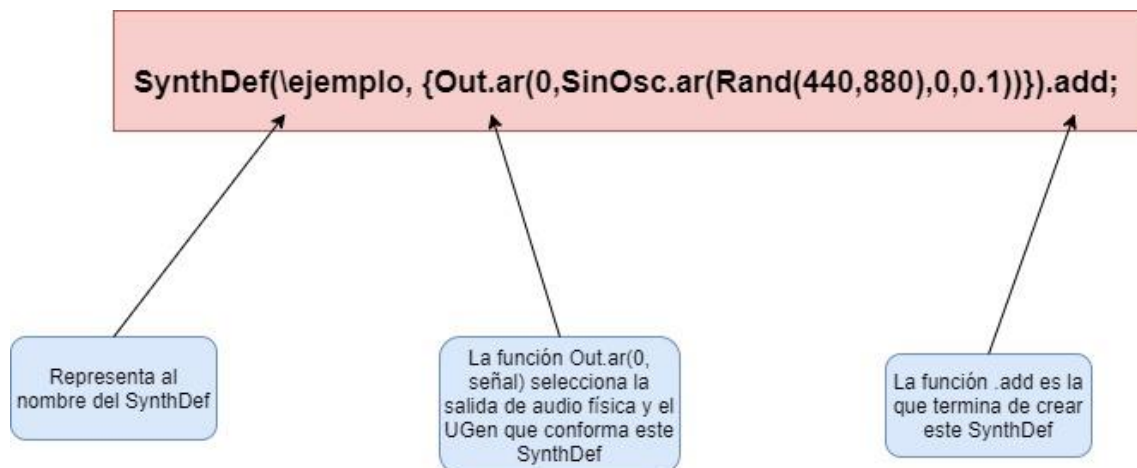 SynthDef(\ejemplo, {Out.ar(0,SinOsc.ar(Rand(440,880),0,0.1))}).add;
Representa al
nombre del SynthDef
La función Out.ar(0,
señal) selecciona la
salida de audio física y el
UGen que conforma este
SynthDef
La función .add es la
que termina de crear
este SynthDef